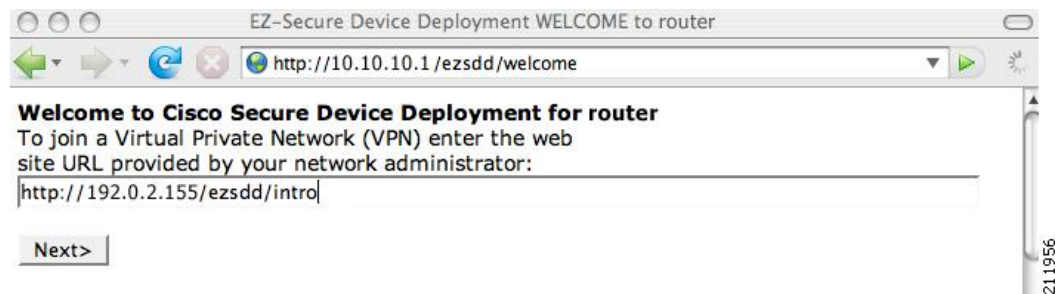 EZ-Secure Device Deployment WELCOME to router
http://10.10.10.1/ezsdd/welcome
Welcome to Cisco Secure Device Deployment for router
To join a Virtual Private Network (VPN) enter the web
site URL provided by your network administrator:
http://192.0.2.155/ezsdd/intro
Next>
211956